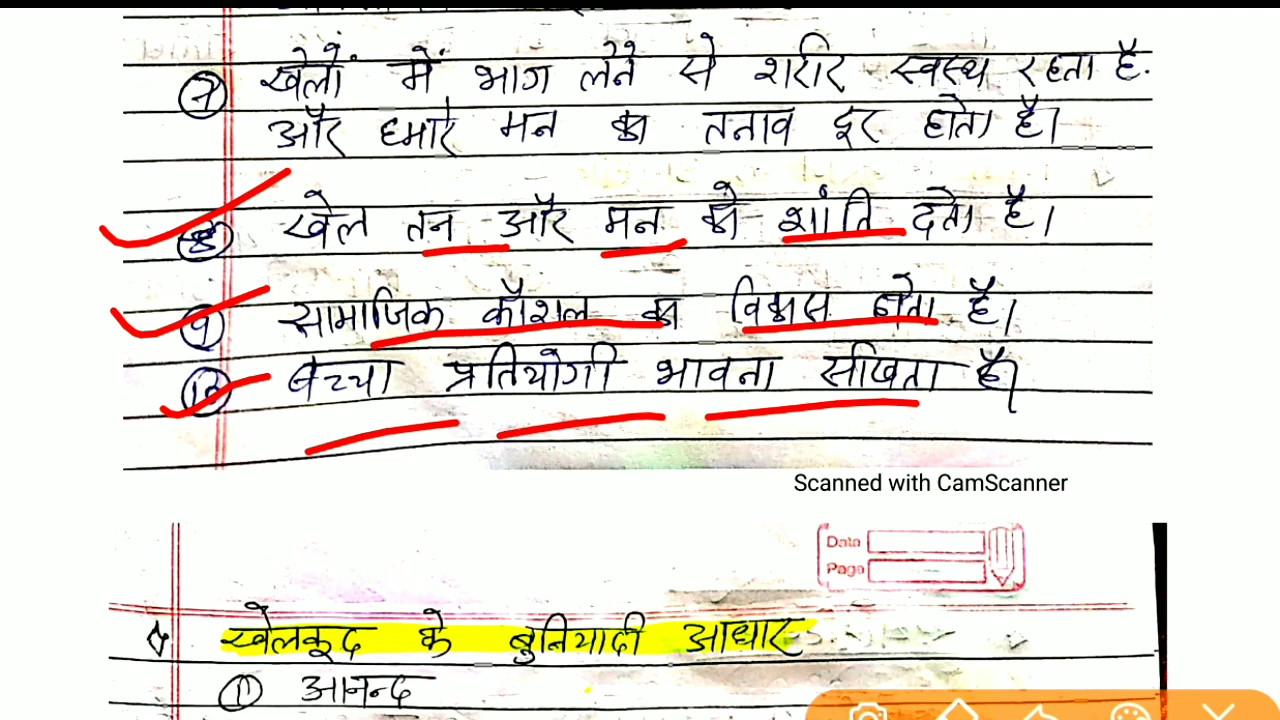 (7) खेलों में भाग लेने से शरीर स्वस्थ रहता है.
और हमारे मन का तनाव दूर होता है।
(8) खेल तन और मन को शांति देता है।
(9) सामाजिक कौशल का विकास होता है।
(10) बच्चा प्रतियोगी भावना सीखता है।
Scanned with CamScanner
Date
Page
खेलकूद के बुनियादी आधार
(1) आनन्द